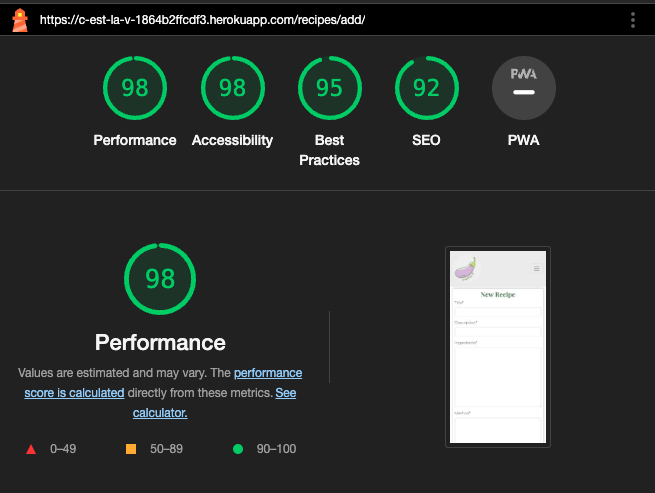 https://c-est-la-v-1864b2ffcdf3.herokuapp.com/recipes/add/
98
98
95
92
PWA
Performance
Accessibility
Best
Practices
SEO
PWA
98
Performance
Values are estimated and may vary. The performance
score is calculated directly from these metrics. See
calculator.
0–49
50–89
90–100
New Recipe
Title*
Description*
Ingredients*
Method*